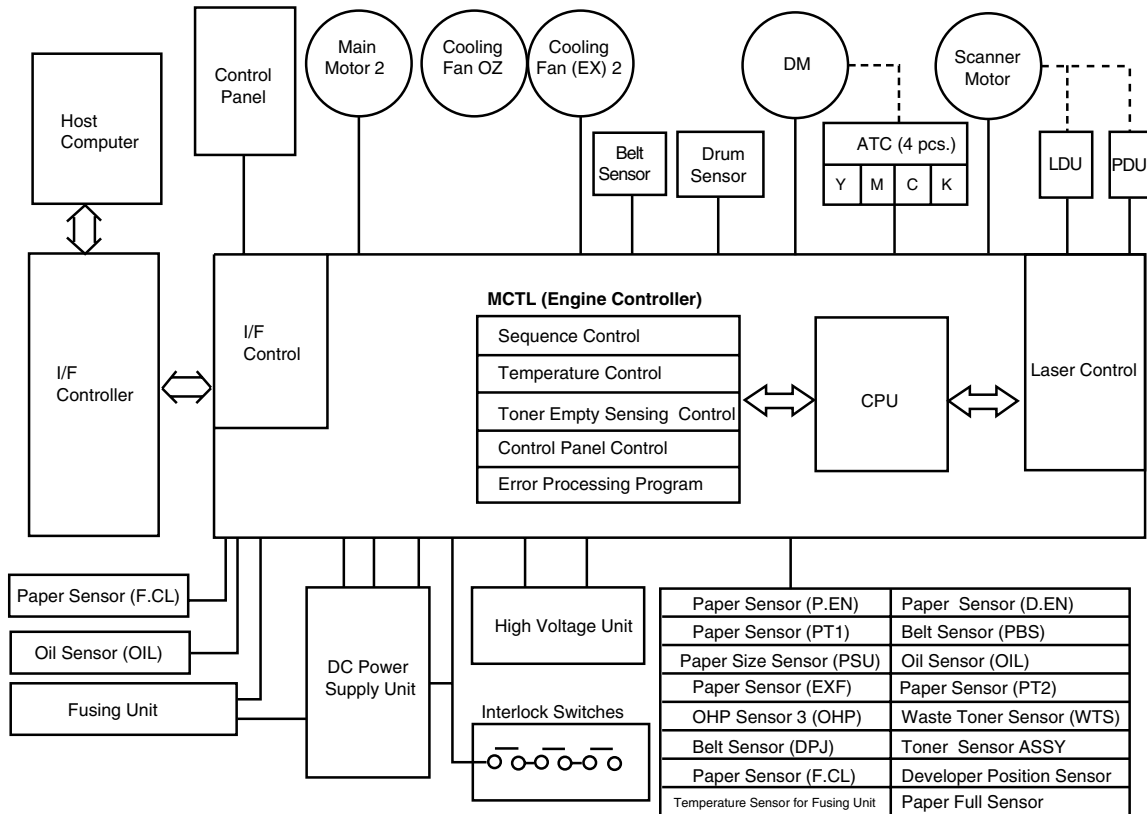 Host
Computer
Control
Panel
Main
Motor 2
Cooling
Fan OZ
Cooling
Fan (EX) 2
DM
Scanner
Motor
Belt
Sensor
Drum
Sensor
ATC (4 pcs.)
Y M C K
LDU
PDU
I/F
Controller
I/F
Control
MCTL (Engine Controller)
Sequence Control
Temperature Control
Toner Empty Sensing Control
Control Panel Control
Error Processing Program
CPU
Laser Control
Paper Sensor (F.CL)
Oil Sensor (OIL)
Fusing Unit
DC Power
Supply Unit
High Voltage Unit
Interlock Switches
Paper Sensor (P.EN) Paper Sensor (D.EN)
Paper Sensor (PT1) Belt Sensor (PBS)
Paper Size Sensor (PSU) Oil Sensor (OIL)
Paper Sensor (EXF) Paper Sensor (PT2)
OHP Sensor 3 (OHP) Waste Toner Sensor (WTS)
Belt Sensor (DPJ) Toner Sensor ASSY
Paper Sensor (F.CL) Developer Position Sensor
Temperature Sensor for Fusing Unit Paper Full Sensor